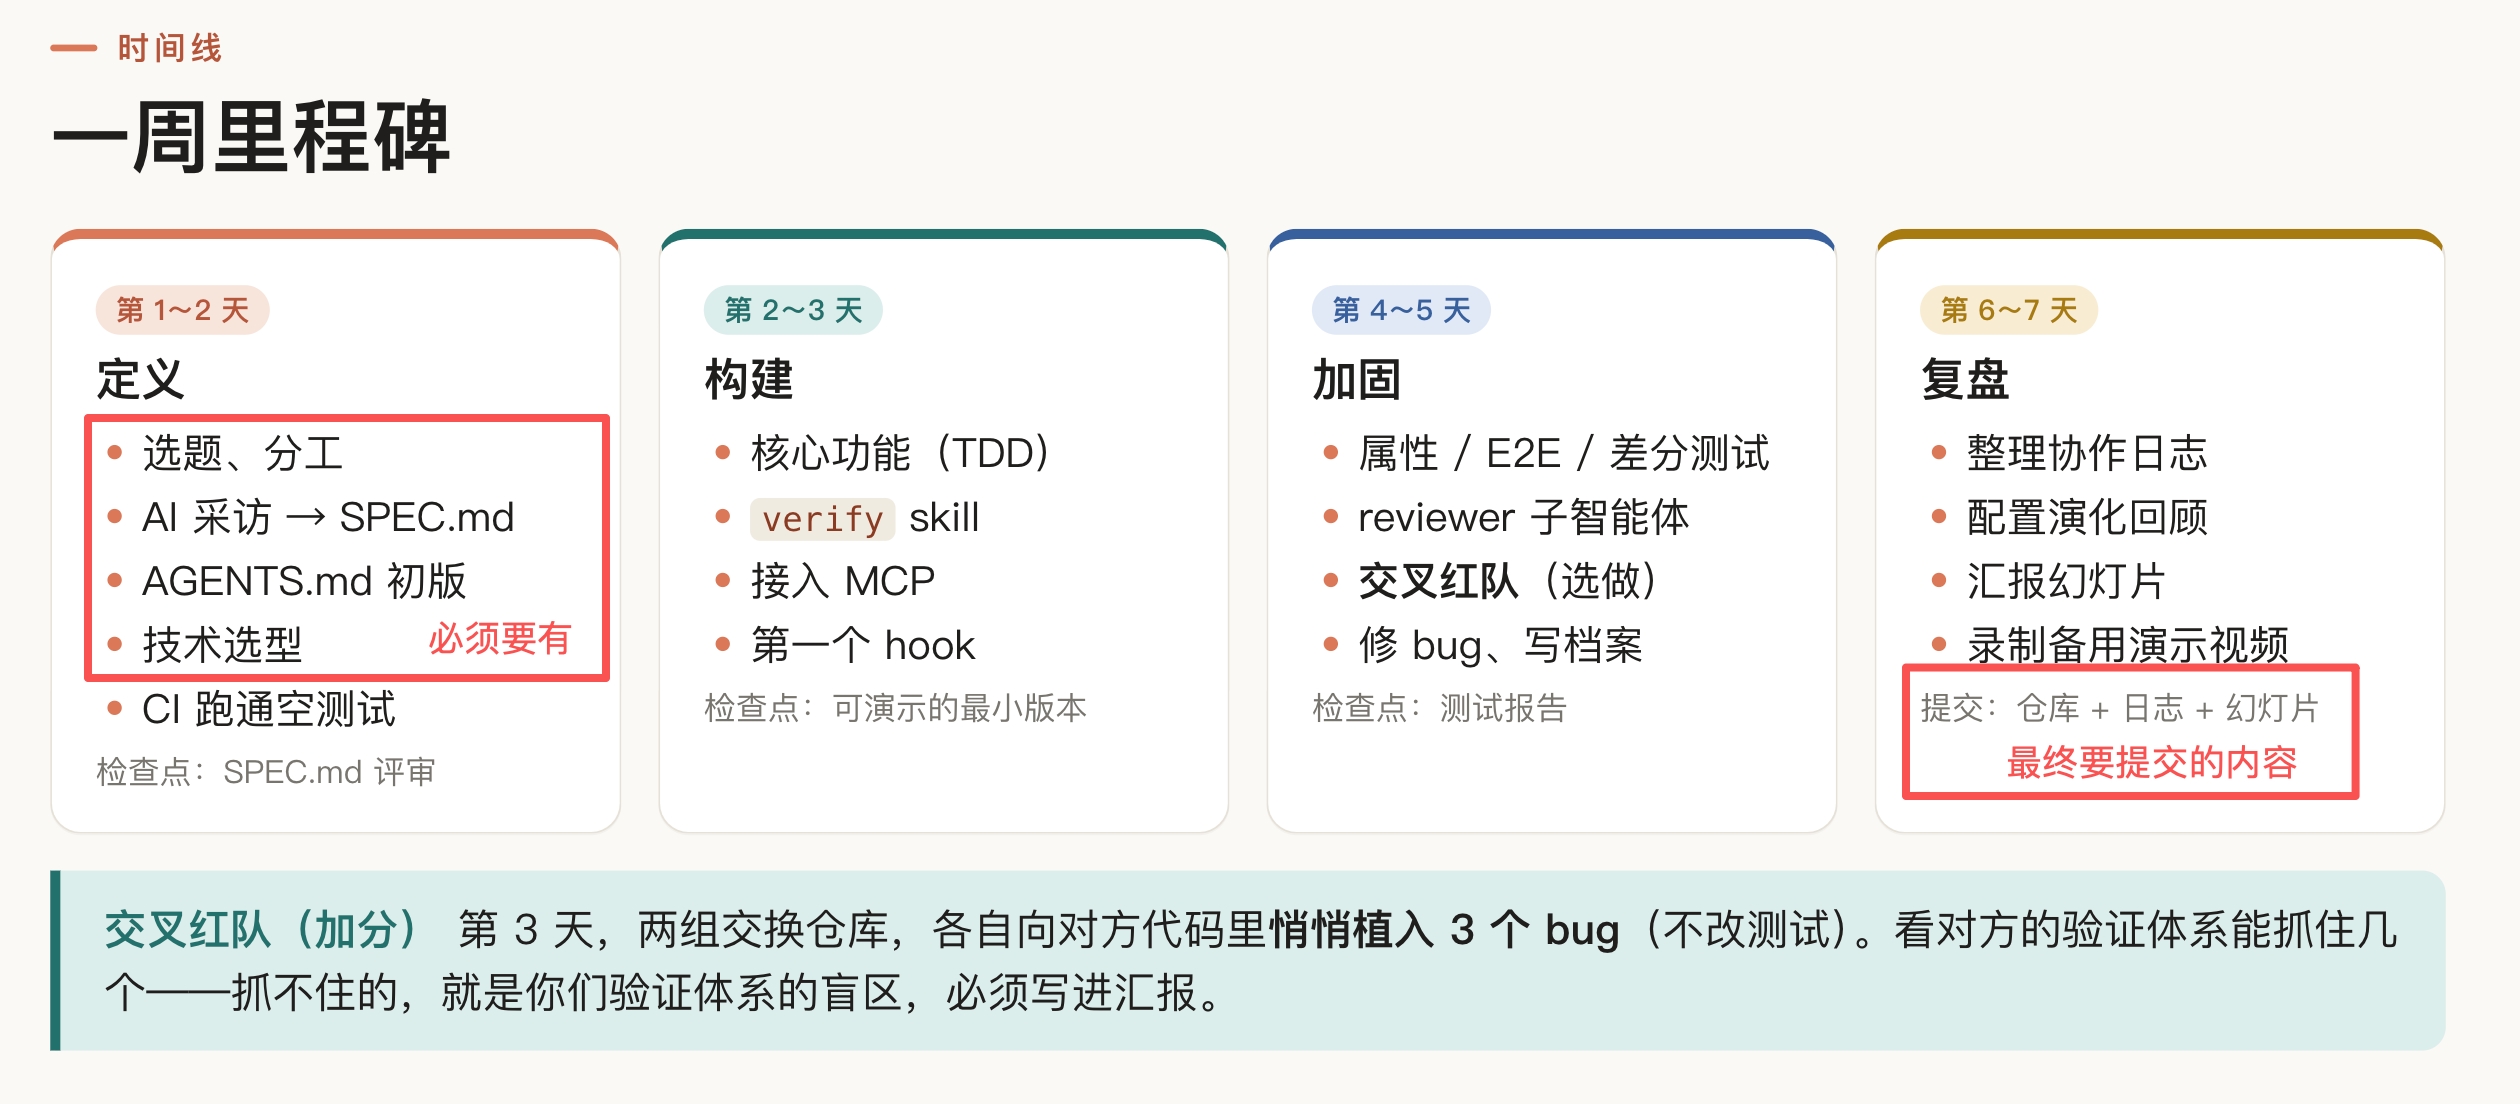 时间线
一周里程碑
第 1～2 天
定义
选题、分工
AI 采访 → SPEC.md
AGENTS.md 初版
技术选型
必须要有
CI 跑通空测试
检查点：SPEC.md 评审
第 2～3 天
构建
核心功能（TDD）
verify skill
接入 MCP
第一个 hook
检查点：可演示的最小版本
第 4～5 天
加固
属性 / E2E / 差分测试
reviewer 子智能体
交叉红队（选做）
修 bug、写档案
检查点：测试报告
第 6～7 天
复盘
整理协作日志
配置演化回顾
汇报幻灯片
录制备用演示视频
提交：仓库 + 日志 + 幻灯片
最终要提交的内容
交叉红队（加分） 第 3 天，两组交换仓库，各自向对方代码里悄悄植入 3 个 bug（不改测试）。看对方的验证体系能抓住几
个——抓不住的，就是你们验证体系的盲区，必须写进汇报。